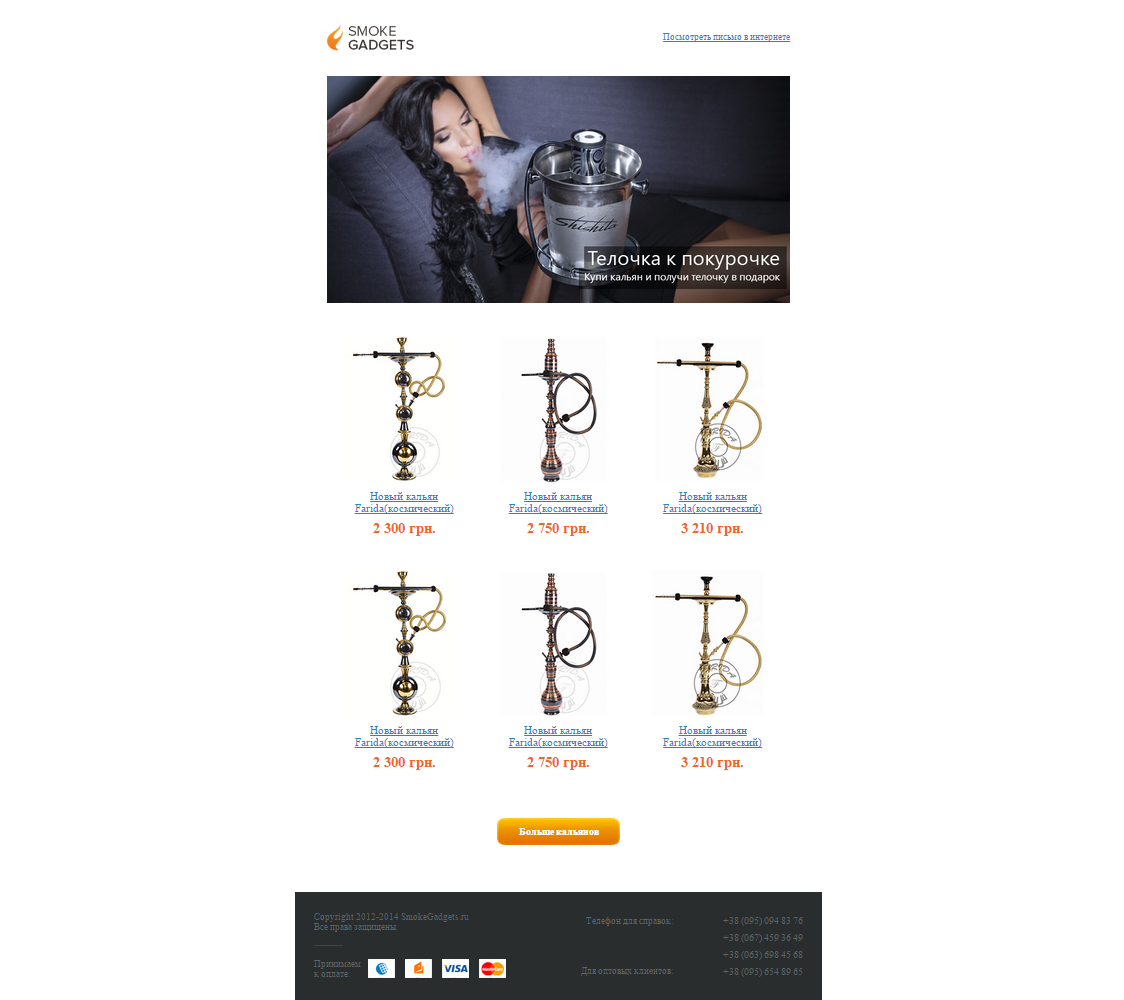 SMOKE
GADGETS
Посмотреть письмо в интернете
Shishita
Телочка к покурочке
Купи кальян и получи телочку в подарок
Новый кальян
Farida(космический)
2 300 грн.
Новый кальян
Farida(космический)
2 750 грн.
Новый кальян
Farida(космический)
3 210 грн.
Новый кальян
Farida(космический)
2 300 грн.
Новый кальян
Farida(космический)
2 750 грн.
Новый кальян
Farida(космический)
3 210 грн.
Больше кальянов
Copyright 2012-2014 SmokeGadgets.ru
Все права защищены.
Принимаем
к оплате:
VISA
MasterCard
Телефон для справок:
+38 (095) 094 83 76
+38 (067) 459 36 49
+38 (063) 698 45 68
Для оптовых клиентов:
+38 (095) 654 89 65